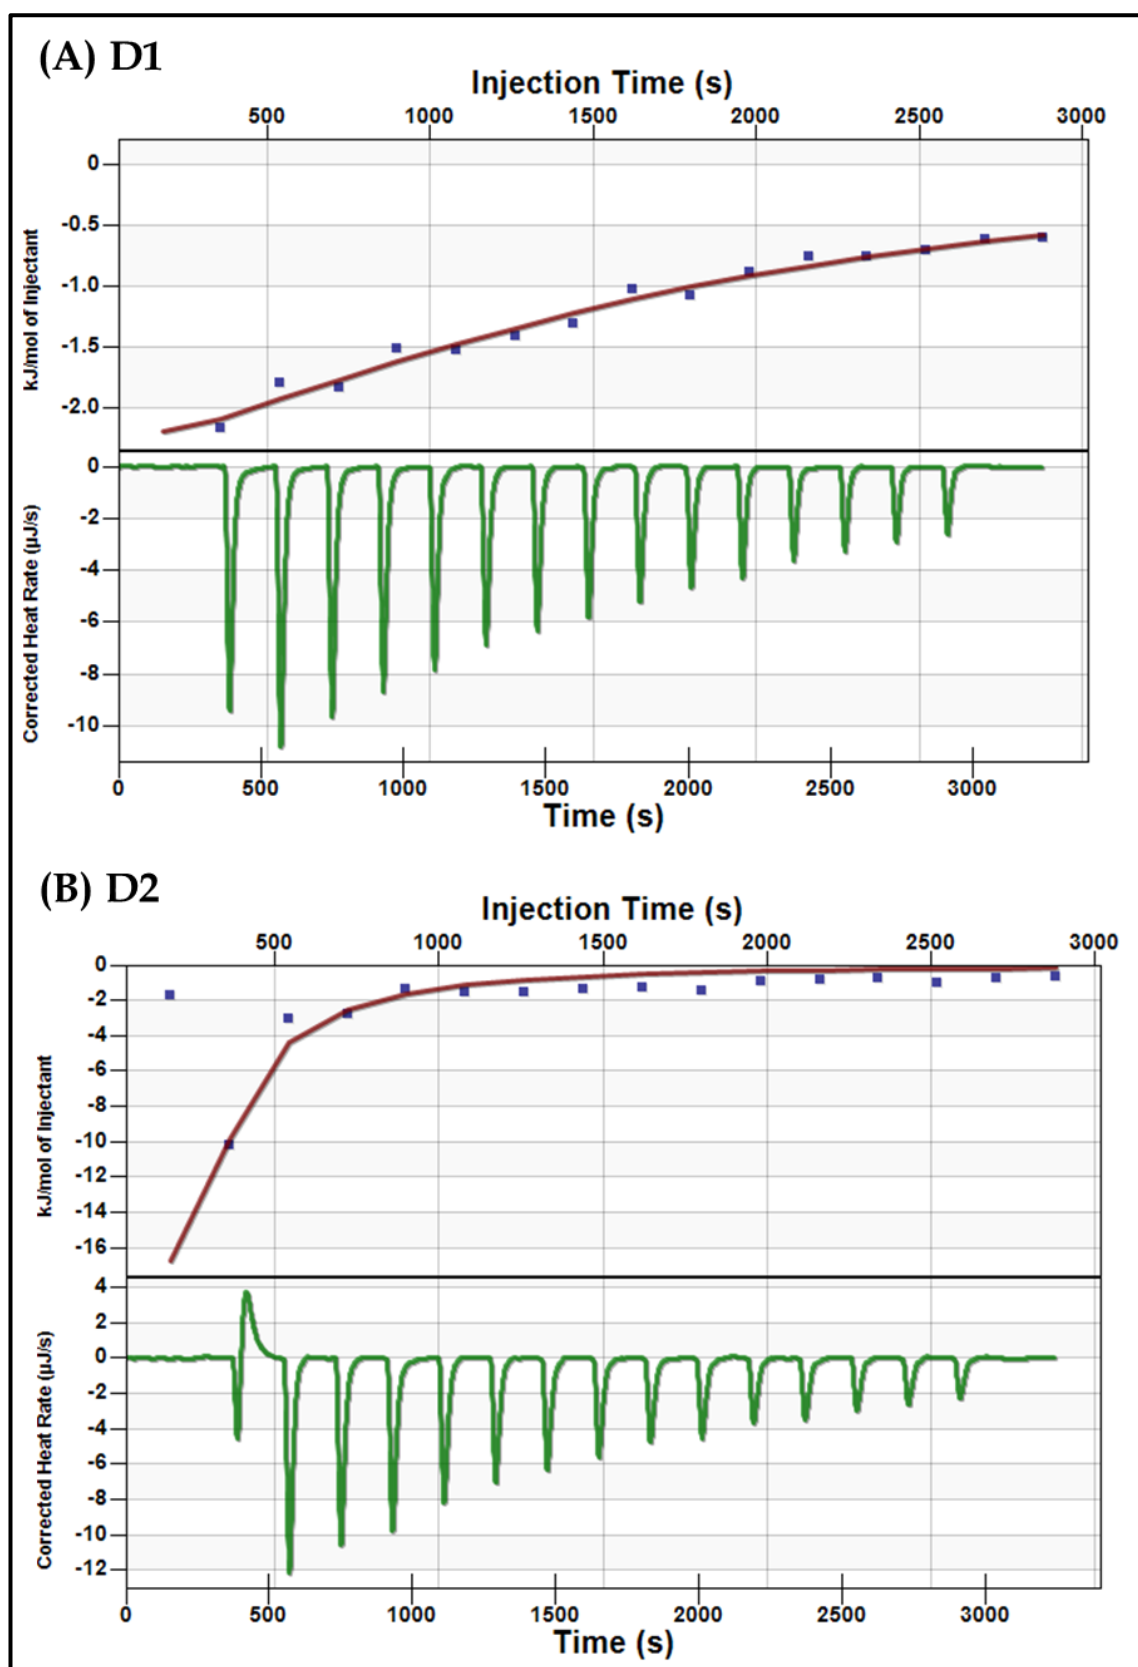 (A) D1
Injection Time (s)
500 1000 1500 2000 2500 3000
kJ/mol of Injectant
0
-0.5
-1.0
-1.5
-2.0
Corrected Heat Rate (µJ/s)
0
-2
-4
-6
-8
-10
0 500 1000 1500 2000 2500 3000
Time (s)
(B) D2
Injection Time (s)
500 1000 1500 2000 2500 3000
kJ/mol of Injectant
0
-2
-4
-6
-8
-10
-12
-14
-16
Corrected Heat Rate (µJ/s)
4
2
0
-2
-4
-6
-8
-10
-12
0 500 1000 1500 2000 2500 3000
Time (s)